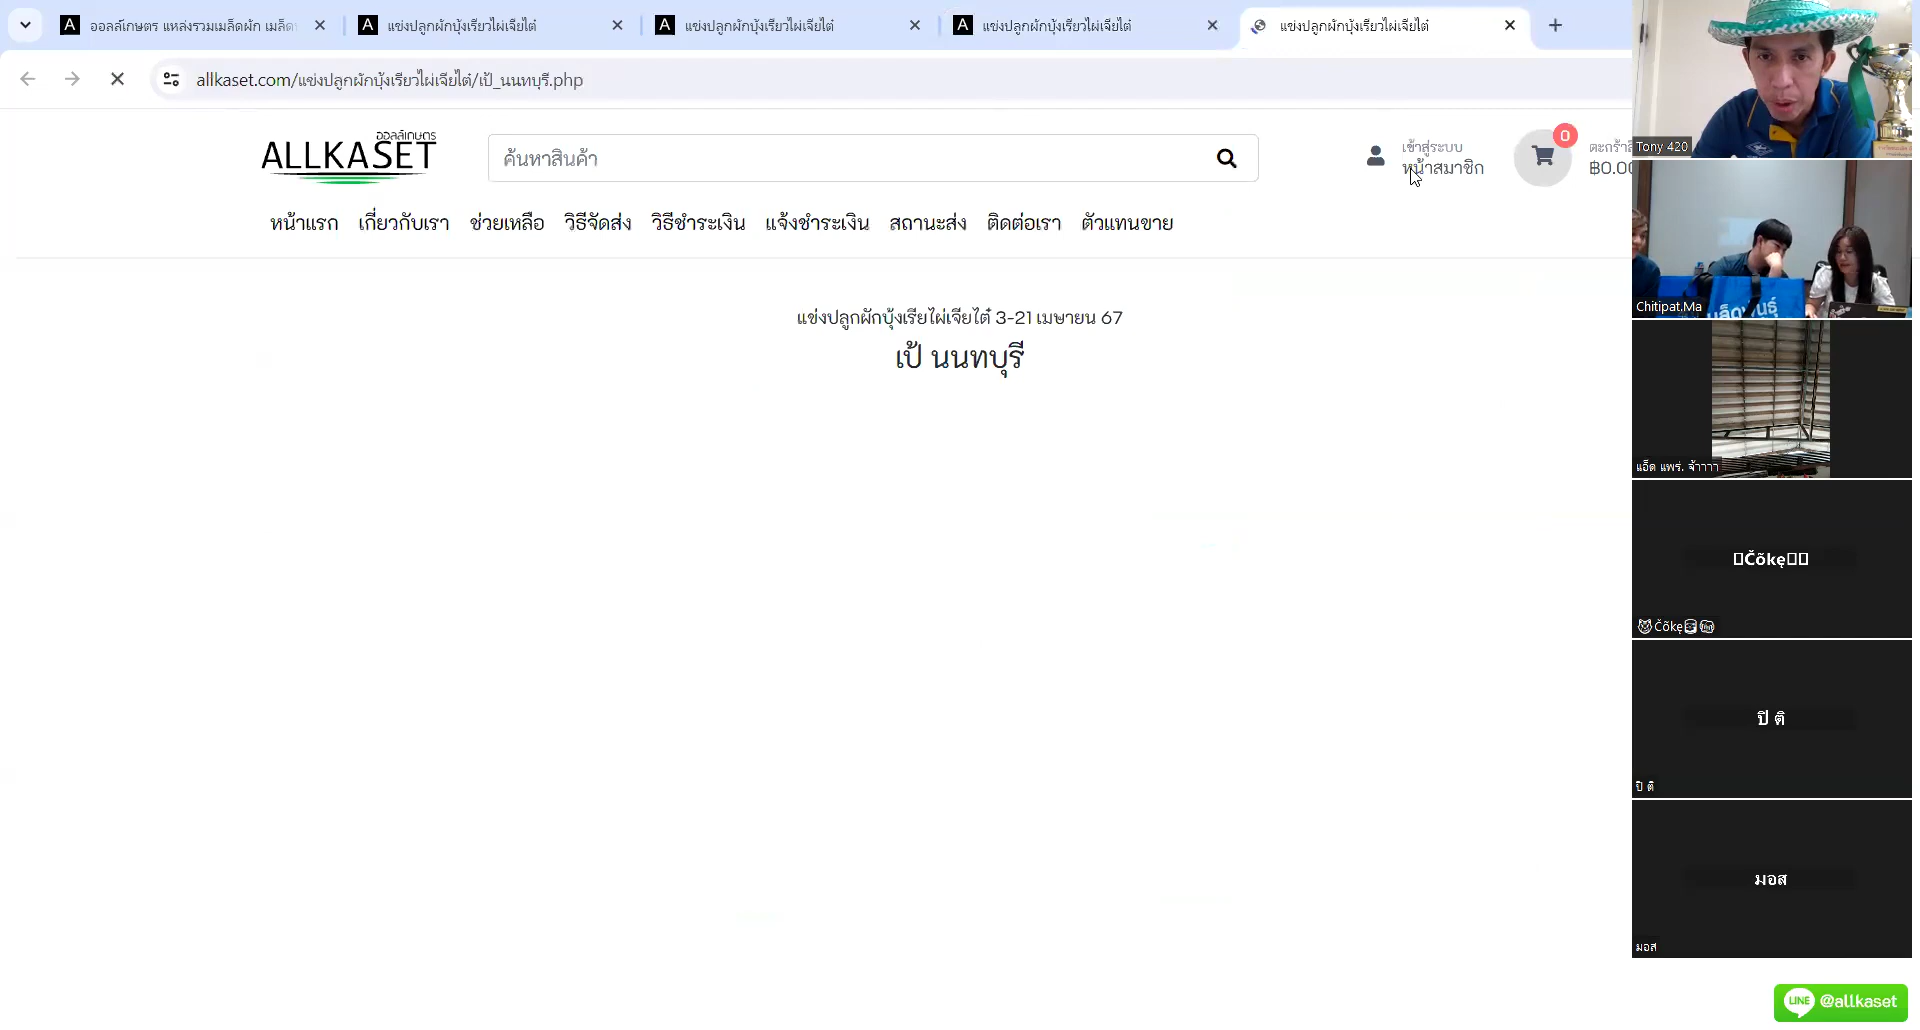 ออลล์เกษตร แหล่งรวมเมล็ดผัก เมล็ด
แข่งปลูกผักบุ้งเรียวไผ่เจียไต๋
แข่งปลูกผักบุ้งเรียวไผ่เจียไต๋
แข่งปลูกผักบุ้งเรียวไผ่เจียไต๋
แข่งปลูกผักบุ้งเรียวไผ่เจียไต๋
allkaset.com/แข่งปลูกผักบุ้งเรียวไผ่เจียไต๋/เป้_นนทบุรี.php
ออลล์เกษตร
ALLKASET
ค้นหาสินค้า
เข้าสู่ระบบ
หน้าสมาชิก
0
ตะกร้า
฿0.00
หน้าแรก เกี่ยวกับเรา ช่วยเหลือ วิธีจัดส่ง วิธีชำระเงิน แจ้งชำระเงิน สถานะส่ง ติดต่อเรา ตัวแทนขาย
แข่งปลูกผักบุ้งเรียวไผ่เจียไต๋ 3-21 เมษายน 67
เป้ นนทบุรี
Tony 420
Chitipat.Ma
แอ็ด แพร่. จ้าาาา
Čõkę
Čõkę
ปิ ติ
ปิ ติ
มอส
มอส
LINE @allkaset